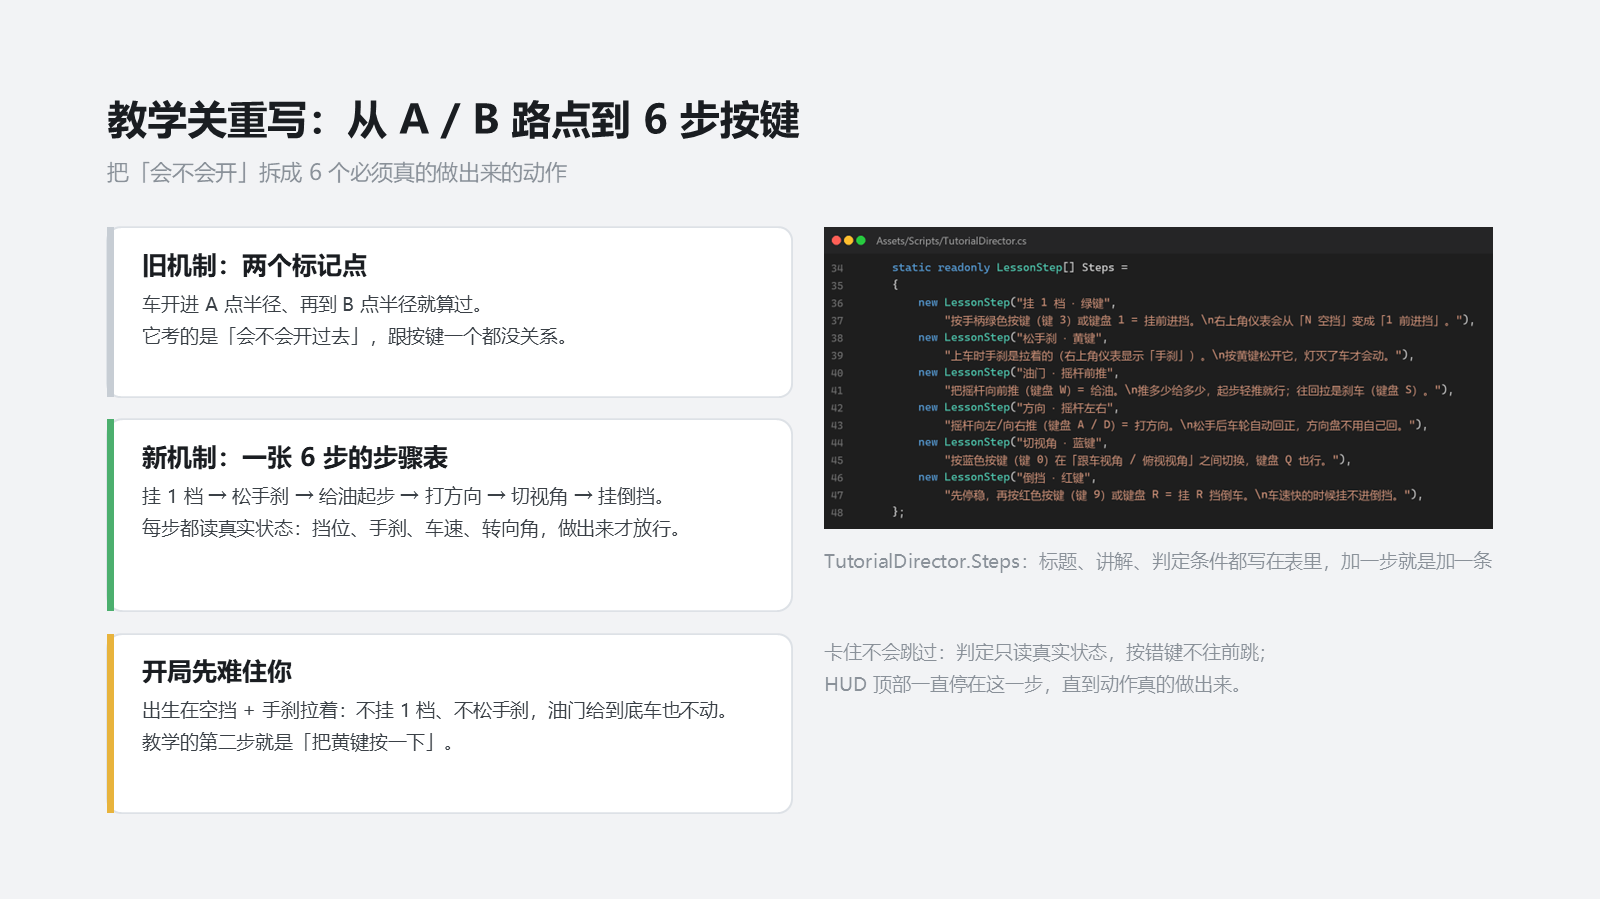 教学关重写：从 A / B 路点到 6 步按键
把「会不会开」拆成 6 个必须真的做出来的动作
旧机制：两个标记点
车开进 A 点半径、再到 B 点半径就算过。
它考的是「会不会开过去」，跟按键一个都没关系。
新机制：一张 6 步的步骤表
挂 1 档 → 松手刹 → 给油起步 → 打方向 → 切视角 → 挂倒挡。
每步都读真实状态：挡位、手刹、车速、转向角，做出来才放行。
开局先难住你
出生在空挡 + 手刹拉着：不挂 1 档、不松手刹，油门给到底车也不动。
教学的第二步就是「把黄键按一下」。
Assets/Scripts/TutorialDirector.cs
34 static readonly LessonStep[] Steps =
35 {
36 new LessonStep("挂 1 档 · 绿键",
37 "按手柄绿色按键（键 3）或键盘 1 = 挂前进挡。\n右上角仪表会从「N 空挡」变成「1 前进挡」。"),
38 new LessonStep("松手刹 · 黄键",
39 "上车时手刹是拉着的（右上角仪表显示「手刹」）。\n按黄键松开它，灯灭了车才会动。"),
40 new LessonStep("油门 · 摇杆前推",
41 "把摇杆向前推（键盘 W）= 给油。\n推多少给多少，起步轻推就行；往回拉是刹车（键盘 S）。"),
42 new LessonStep("方向 · 摇杆左右",
43 "摇杆向左/向右推（键盘 A / D）= 打方向。\n松手后车轮自动回正，方向盘不用自己回。"),
44 new LessonStep("切视角 · 蓝键",
45 "按蓝色按键（键 0）在「跟车视角 / 俯视视角」之间切换，键盘 Q 也行。"),
46 new LessonStep("倒挡 · 红键",
47 "先停稳，再按红色按键（键 9）或键盘 R = 挂 R 挡倒车。\n车速快的时候挂不进倒挡。"),
48 };
TutorialDirector.Steps：标题、讲解、判定条件都写在表里，加一步就是加一条
卡住不会跳过：判定只读真实状态，按错键不往前跳；
HUD 顶部一直停在这一步，直到动作真的做出来。